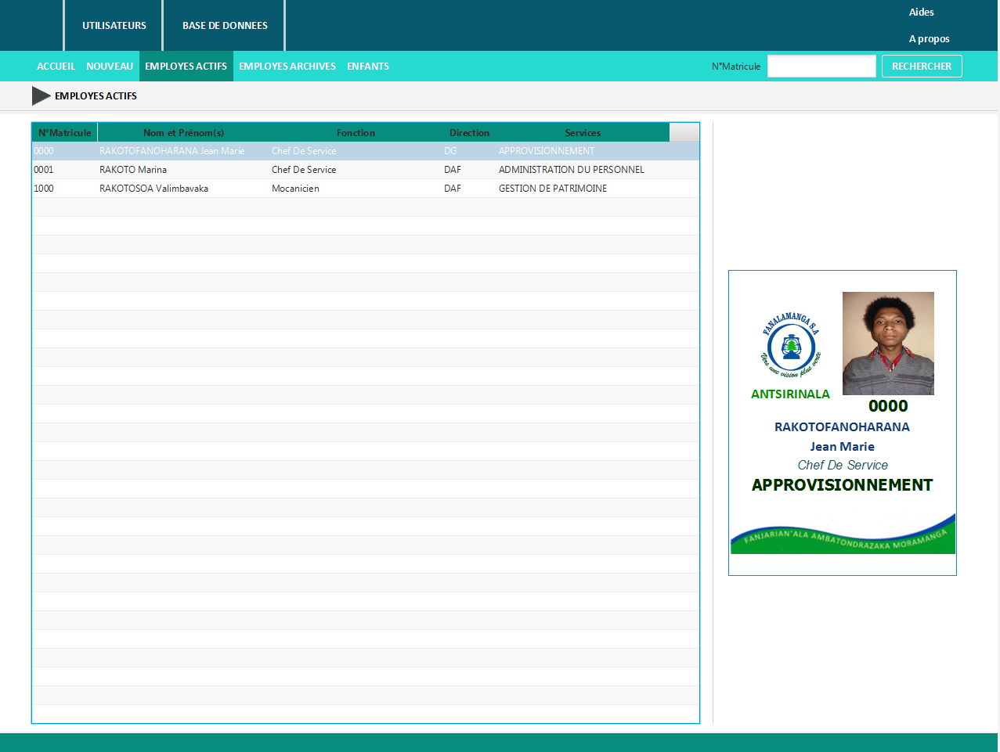 UTILISATEURS BASE DE DONNEES
Aides
A propos
ACCUEIL NOUVEAU EMPLOYES ACTIFS EMPLOYES ARCHIVES ENFANTS N°Matricule RECHERCHER
EMPLOYES ACTIFS
N°Matricule Nom et Prénom(s) Fonction Direction Services
0000 RAKOTOFANOHARANA Jean Marie Chef De Service DG APPROVISIONNEMENT
0001 RAKOTO Marina Chef De Service DAF ADMINISTRATION DU PERSONNEL
1000 RAKOTOSOA Valimbavaka Mocanicien DAF GESTION DE PATRIMOINE
FANALAMANGA S.A
Vers une vision plus verte
ANTSIRINALA
0000
RAKOTOFANOHARANA
Jean Marie
Chef De Service
APPROVISIONNEMENT
FANJARIAN'ALA AMBATONDRAZAKA MORAMANGA